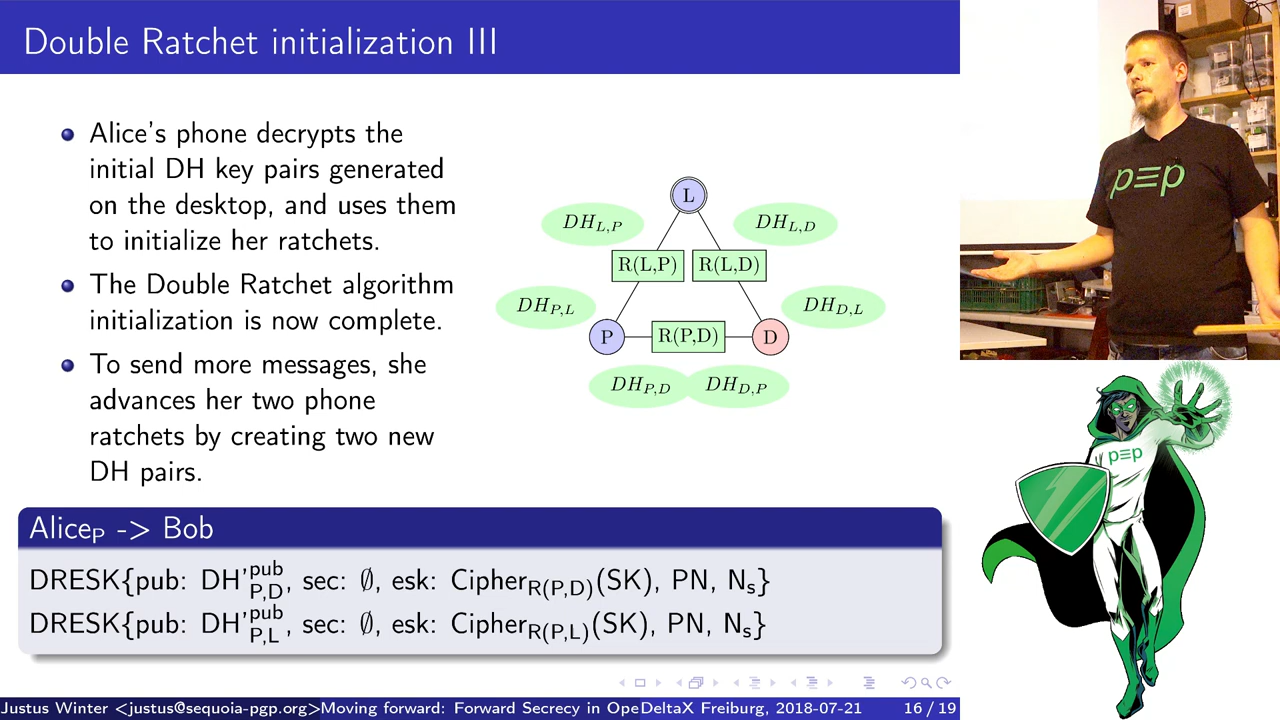 Double Ratchet initialization III
Alice's phone decrypts the
initial DH key pairs generated
on the desktop, and uses them
to initialize her ratchets.
The Double Ratchet algorithm
initialization is now complete.
To send more messages, she
advances her two phone
ratchets by creating two new
DH pairs.
L
DH_{L,P} DH_{L,D}
R(L,P) R(L,D)
DH_{P,L} DH_{D,L}
P R(P,D) D
DH_{P,D} DH_{D,P}
Alice_P -> Bob
DRESK{pub: DH'^{pub}_{P,D}, sec: ∅, esk: Cipher_{R(P,D)}(SK), PN, N_s}
DRESK{pub: DH'^{pub}_{P,L}, sec: ∅, esk: Cipher_{R(P,L)}(SK), PN, N_s}
Justus Winter <justus@sequoia-pgp.org> Moving forward: Forward Secrecy in Ope DeltaX Freiburg, 2018-07-21 16 / 19
p≡p
p≡p